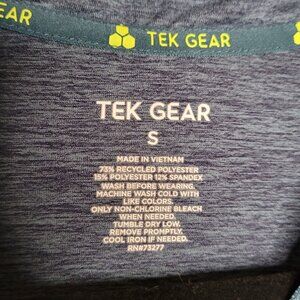 EAR
TEK GEAR
TEK GEAR
S
MADE IN VIETNAM
73% RECYCLED POLYESTER
15% POLYESTER 12% SPANDEX
WASH BEFORE WEARING.
MACHINE WASH COLD WITH
LIKE COLORS.
ONLY NON-CHLORINE BLEACH
WHEN NEEDED.
TUMBLE DRY LOW.
REMOVE PROMPTLY.
COOL IRON IF NEEDED.
RN#73277